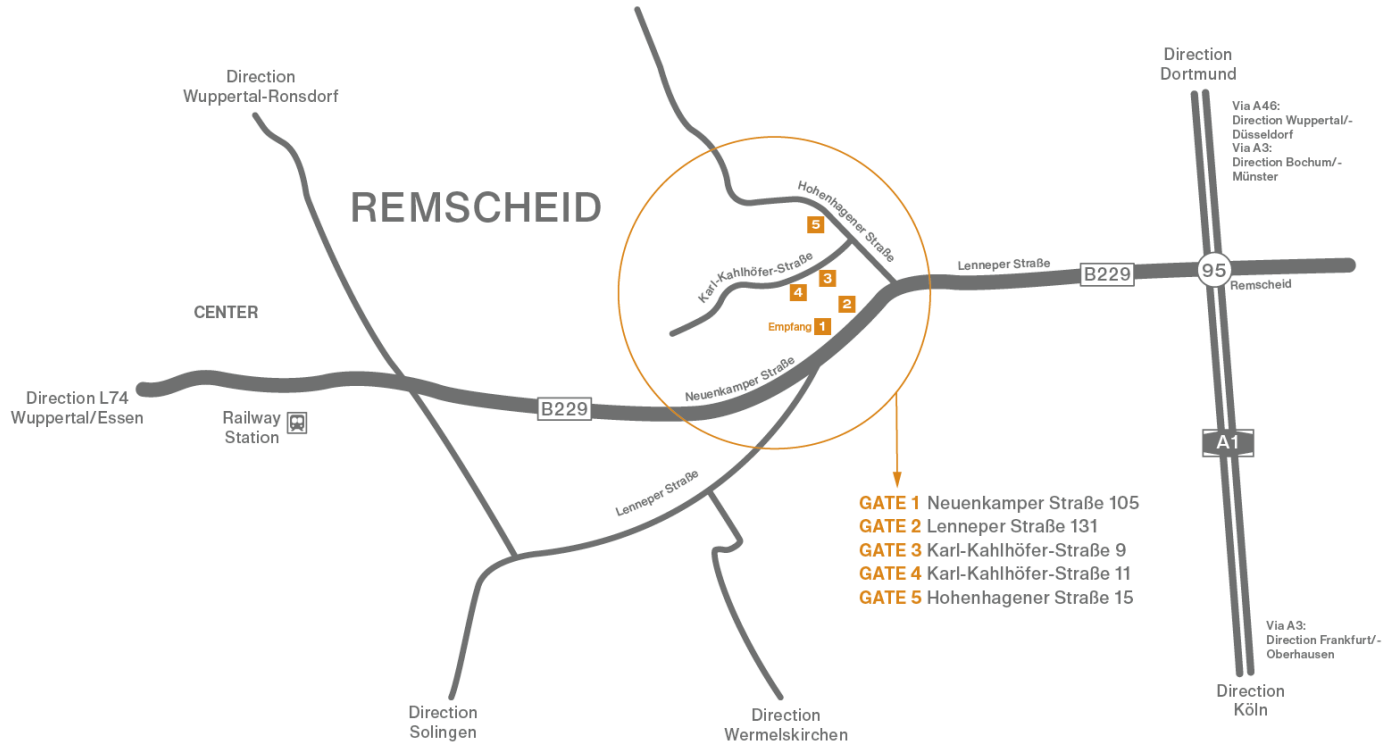 Direction
Dortmund
Direction
Wuppertal-Ronsdorf
Via A46:
Direction Wuppertal/-
Düsseldorf
Via A3:
Direction Bochum/-
Münster
REMSCHEID
Hohenhagener Straße
5
Karl-Kahlhöfer-Straße
3
4
2
Empfang 1
Lenneper Straße
B229
95
Remscheid
CENTER
Neuenkamper Straße
Direction L74
Wuppertal/Essen
B229
Railway
Station
A1
Lenneper Straße
GATE 1 Neuenkamper Straße 105
GATE 2 Lenneper Straße 131
GATE 3 Karl-Kahlhöfer-Straße 9
GATE 4 Karl-Kahlhöfer-Straße 11
GATE 5 Hohenhagener Straße 15
Via A3:
Direction Frankfurt/-
Oberhausen
Direction
Köln
Direction
Solingen
Direction
Wermelskirchen